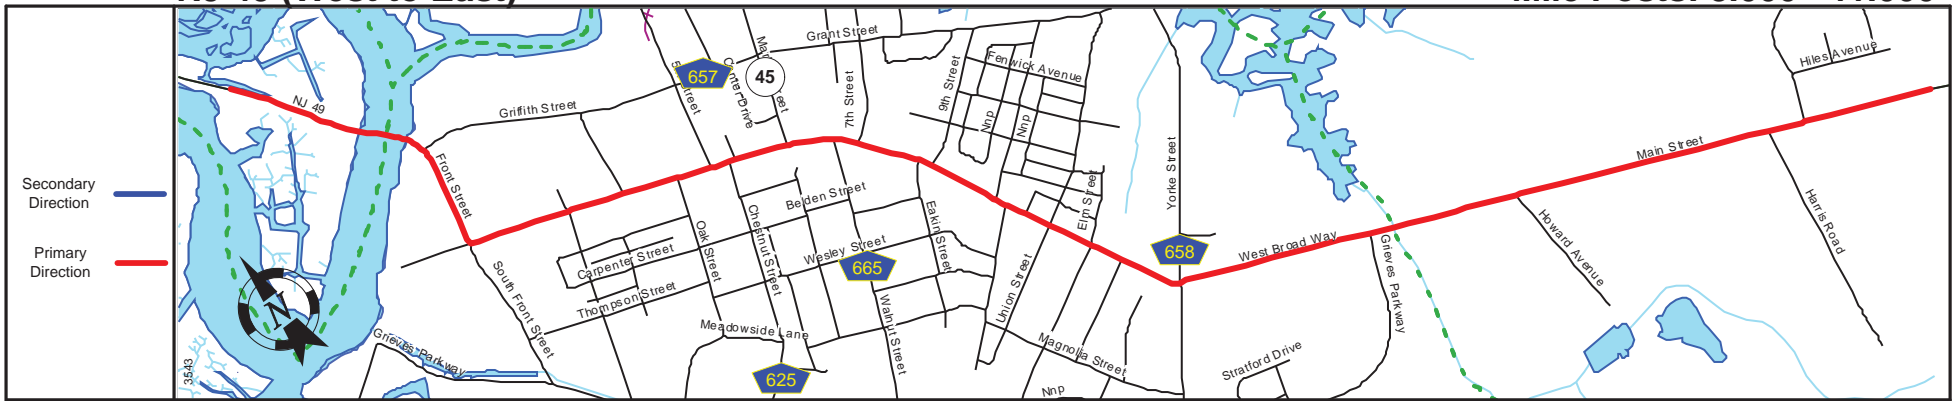 Secondary
Direction
Primary
Direction
3543
NJ 49
Griffith Street
Front Street
South Front Street
Grieves Parkway
657
45
Grant Street
7th Street
9th Street
Fenwick Avenue
Nnp
Nnp
Yorke Street
Elm Street
Belden Street
Oak Street
Chestnut Street
Carpenter Street
Thompson Street
Wesley Street
665
Eakin Street
Walnut Street
Union Street
Meadowside Lane
625
Magnolia Street
Nnp
658
West Broad Way
Grieves Parkway
Stratford Drive
Howard Avenue
Main Street
Harris Road
Hiles Avenue
N